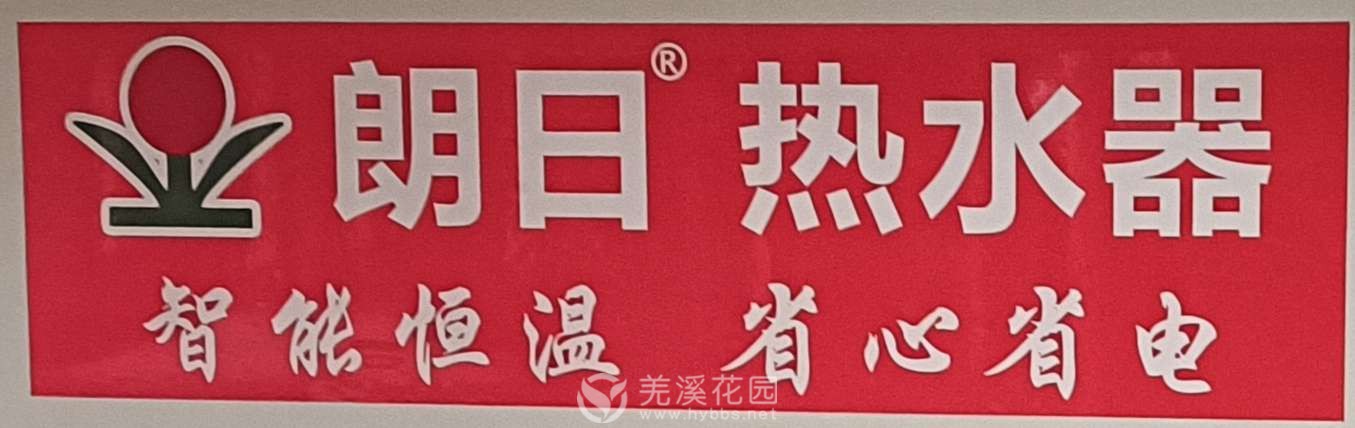 朗日® 热水器
智能恒温 省心省电
羌溪花园
www.hybbs.net